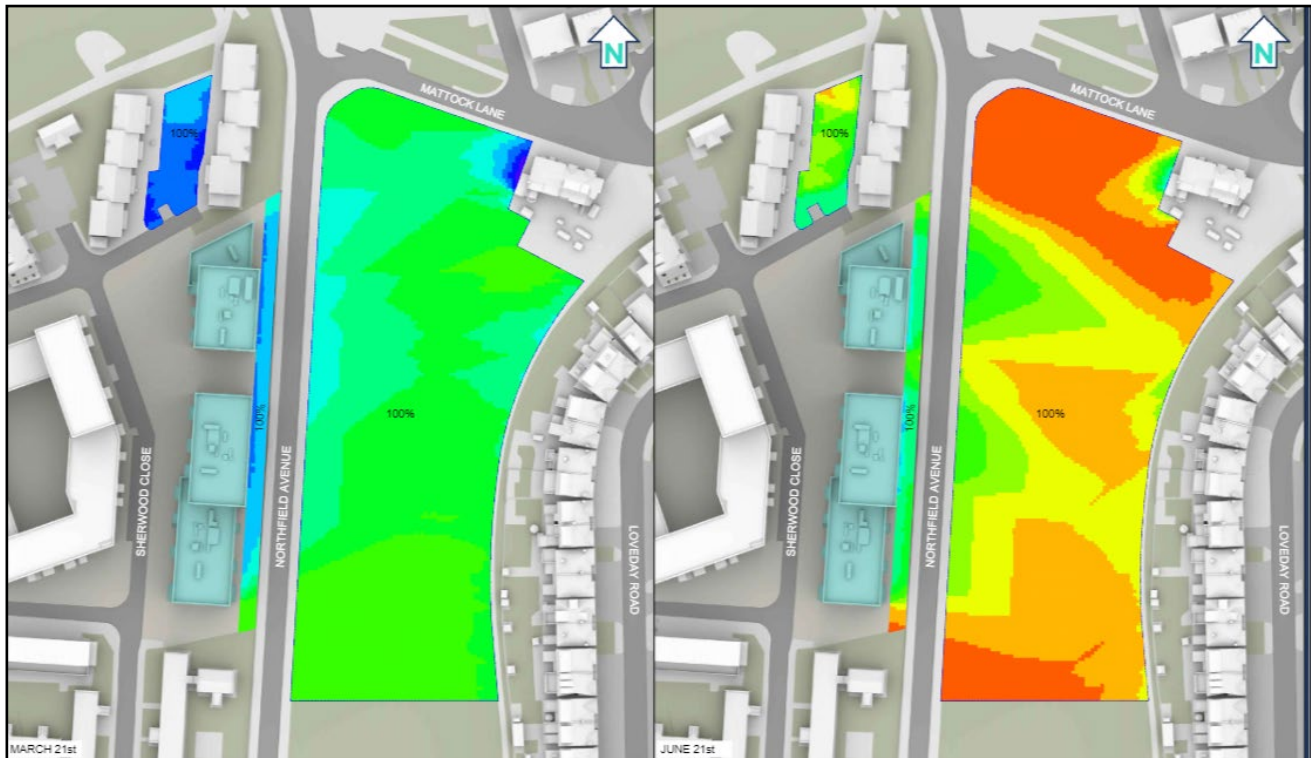 N
MATTOCK LANE
100%
100%
100%
SHERWOOD CLOSE
NORTHFIELD AVENUE
LOVEDAY ROAD
MARCH 21st
N
MATTOCK LANE
100%
100%
100%
SHERWOOD CLOSE
NORTHFIELD AVENUE
LOVEDAY ROAD
JUNE 21st